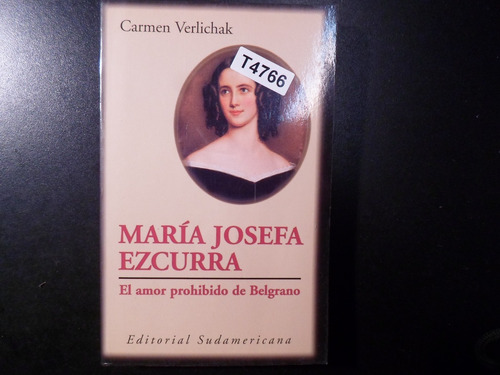 Carmen Verlichak
T4766
MARÍA JOSEFA
EZCURRA
El amor prohibido de Belgrano
Editorial Sudamericana